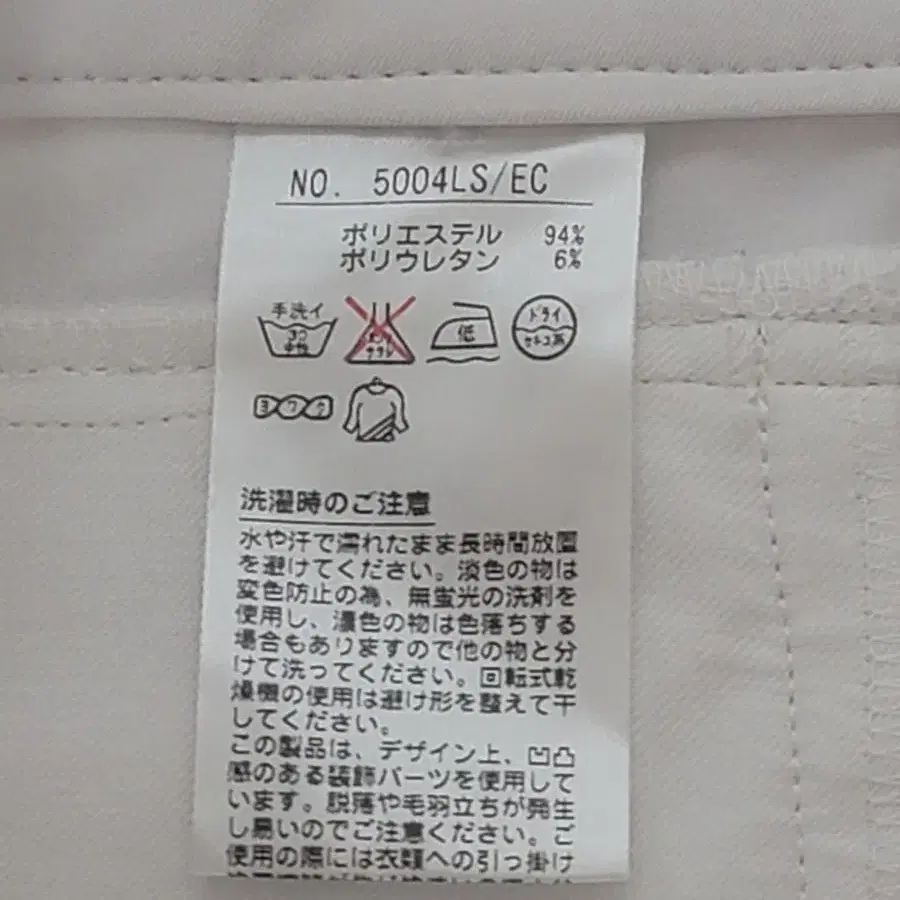 NO. 5004LS/EC
ポリエステル 94%
ポリウレタン 6%
手洗イ
30
中性
低
ドライ
セキユ系
ヨワク
洗濯時のご注意
水や汗で濡れたまま長時間放置
を避けてください。淡色の物は
変色防止の為、無蛍光の洗剤を
使用し、濃色の物は色落ちする
場合もありますので他の物と分
けて洗ってください。回転式乾
燥機の使用は避け形を整えて干
してください。
この製品は、デザイン上、凹凸
感のある装飾パーツを使用して
います。脱落や毛羽立ちが発生
し易いのでご注意ください。ご
使用の際には衣類への引っ掛け